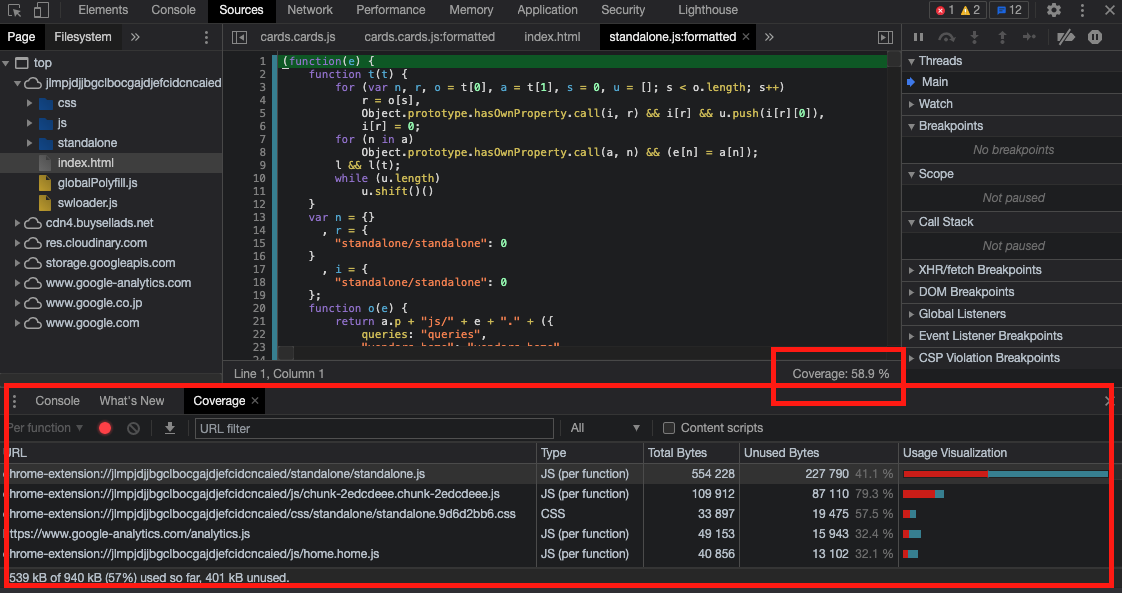 Elements Console Sources Network Performance Memory Application Security Lighthouse 1 2 12
Page Filesystem » cards.cards.js cards.cards.js:formatted index.html standalone.js:formatted × »
top
jlmpjdjjbgclbocgajdjefcidcncaied
css
js
standalone
index.html
globalPolyfill.js
swloader.js
cdn4.buysellads.net
res.cloudinary.com
storage.googleapis.com
www.google-analytics.com
www.google.co.jp
www.google.com
1 (function(e) {
2 function t(t) {
3 for (var n, r, o = t[0], a = t[1], s = 0, u = []; s < o.length; s++)
4 r = o[s],
5 Object.prototype.hasOwnProperty.call(i, r) && i[r] && u.push(i[r][0]),
6 i[r] = 0;
7 for (n in a)
8 Object.prototype.hasOwnProperty.call(a, n) && (e[n] = a[n]);
9 l && l(t);
10 while (u.length)
11 u.shift()()
12 }
13 var n = {}
14 , r = {
15 "standalone/standalone": 0
16 }
17 , i = {
18 "standalone/standalone": 0
19 };
20 function o(e) {
21 return a.p + "js/" + e + "." + ({
22 queries: "queries",
23
24
Line 1, Column 1 Coverage: 58.9 %
Threads
Main
Watch
Breakpoints
No breakpoints
Scope
Not paused
Call Stack
Not paused
XHR/fetch Breakpoints
DOM Breakpoints
Global Listeners
Event Listener Breakpoints
CSP Violation Breakpoints
Console What's New Coverage ×
Per function URL filter All Content scripts
URL Type Total Bytes Unused Bytes Usage Visualization
chrome-extension://jlmpjdjjbgclbocgajdjefcidcncaied/standalone/standalone.js JS (per function) 554 228 227 790 41.1 %
chrome-extension://jlmpjdjjbgclbocgajdjefcidcncaied/js/chunk-2edcdeee.chunk-2edcdeee.js JS (per function) 109 912 87 110 79.3 %
chrome-extension://jlmpjdjjbgclbocgajdjefcidcncaied/css/standalone/standalone.9d6d2bb6.css CSS 33 897 19 475 57.5 %
https://www.google-analytics.com/analytics.js JS (per function) 49 153 15 943 32.4 %
chrome-extension://jlmpjdjjbgclbocgajdjefcidcncaied/js/home.home.js JS (per function) 40 856 13 102 32.1 %
539 kB of 940 kB (57%) used so far, 401 kB unused.